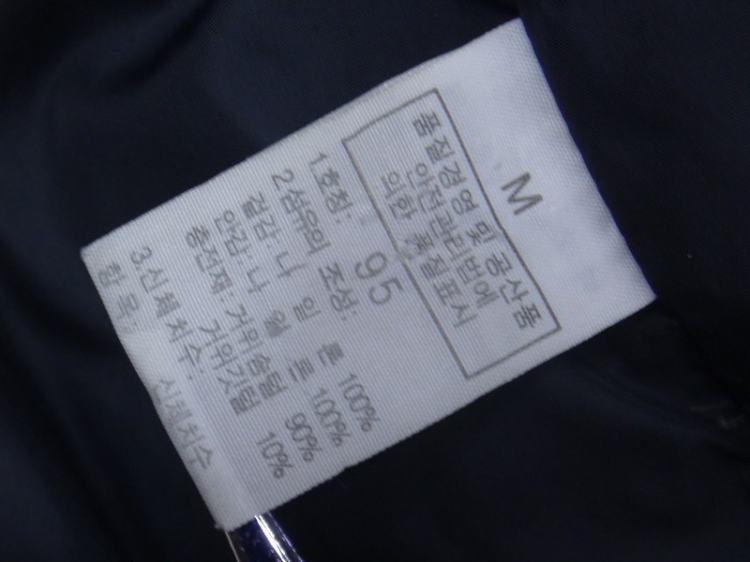 M
품질경영 및 공산품
안전관리법에
의한 품질표시
1.호칭: 95
2.섬유의 조성:
겉감: 나 일 론 100%
안감: 나 일 론 100%
충전재: 거위솜털 90%
거위깃털 10%
3.신체치수:
항목: 신체치수